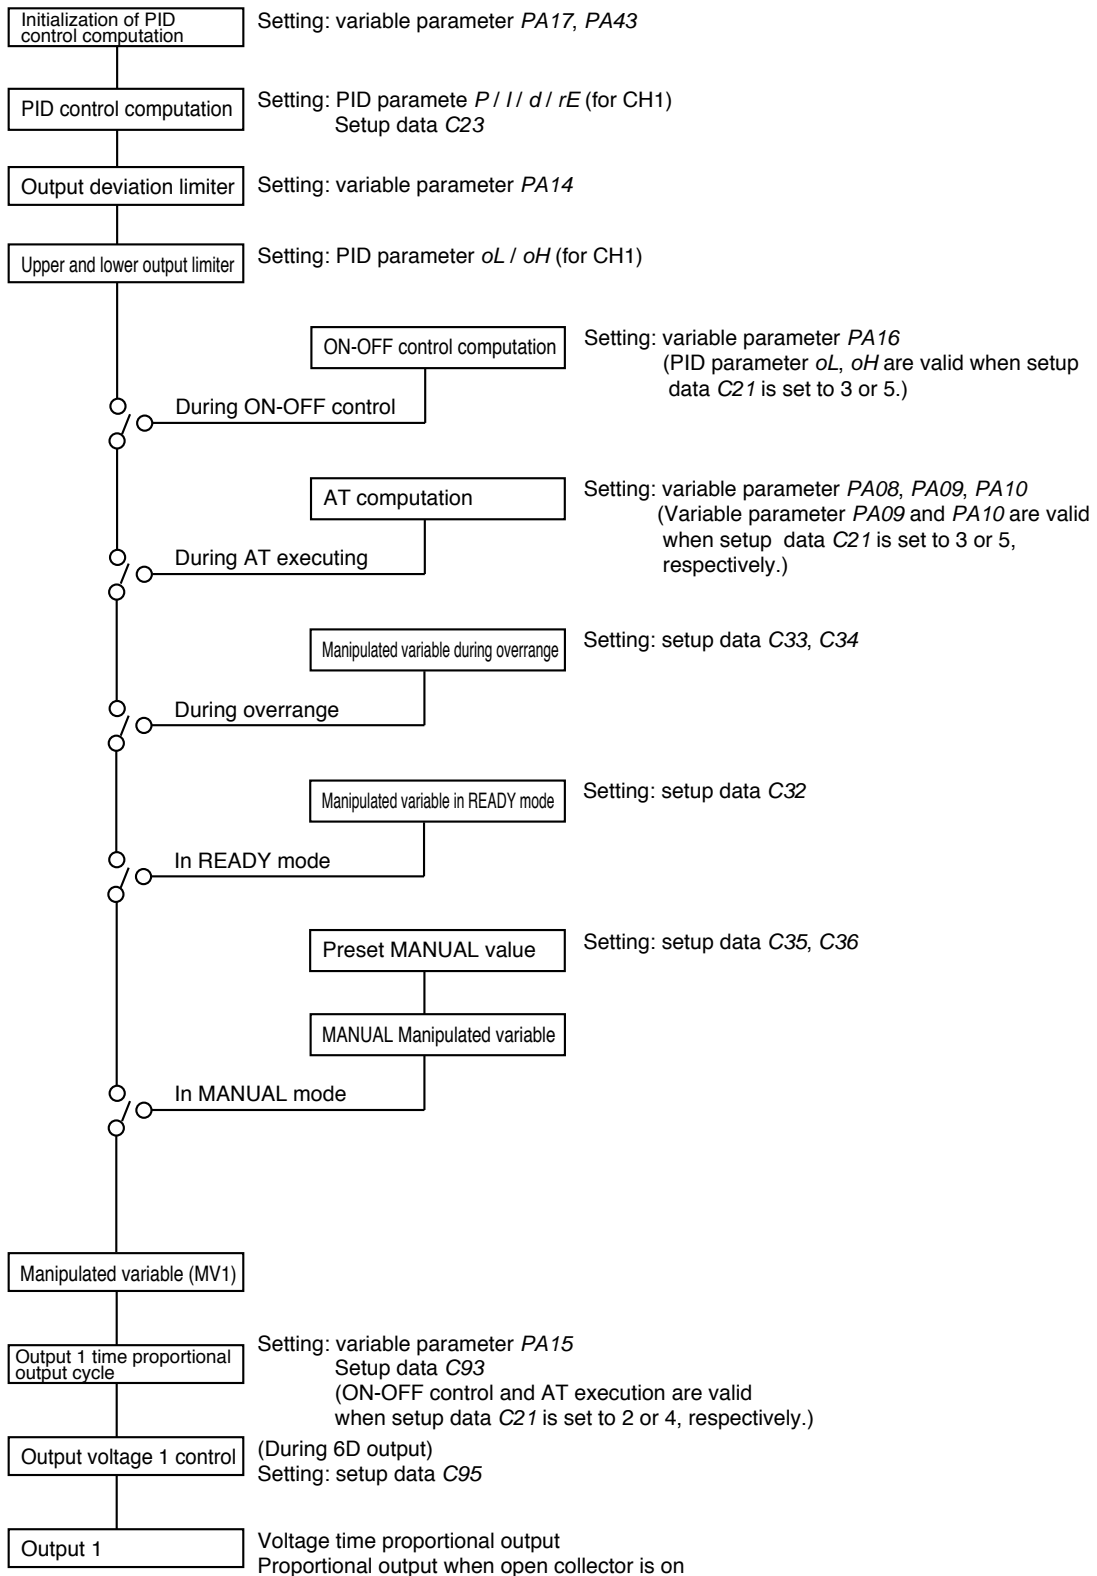 Initialization of PID
control computation
Setting: variable parameter PA17, PA43
PID control computation
Setting: PID paramete P / I / d / rE (for CH1)
Setup data C23
Output deviation limiter
Setting: variable parameter PA14
Upper and lower output limiter
Setting: PID parameter oL / oH (for CH1)
ON-OFF control computation
Setting: variable parameter PA16
(PID parameter oL, oH are valid when setup
data C21 is set to 3 or 5.)
During ON-OFF control
AT computation
Setting: variable parameter PA08, PA09, PA10
(Variable parameter PA09 and PA10 are valid
when setup data C21 is set to 3 or 5,
respectively.)
During AT executing
Manipulated variable during overrange
Setting: setup data C33, C34
During overrange
Manipulated variable in READY mode
Setting: setup data C32
In READY mode
Preset MANUAL value
Setting: setup data C35, C36
MANUAL Manipulated variable
In MANUAL mode
Manipulated variable (MV1)
Output 1 time proportional
output cycle
Setting: variable parameter PA15
Setup data C93
(ON-OFF control and AT execution are valid
when setup data C21 is set to 2 or 4, respectively.)
Output voltage 1 control
(During 6D output)
Setting: setup data C95
Output 1
Voltage time proportional output
Proportional output when open collector is on